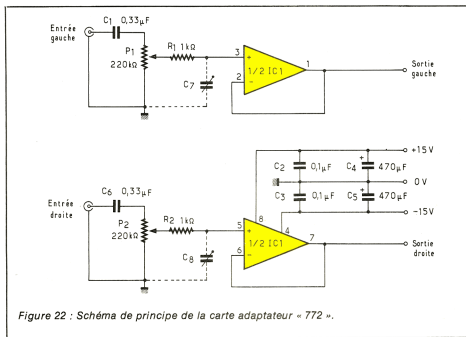 Entrée gauche
C1 0,33µF
P1 220kΩ
R1 1kΩ
C7
3
+
2
-
1/2 IC1
1
Sortie gauche
+15V
C2 0,1µF
C4 470µF
+
0V
C3 0,1µF
C5 470µF
+
-15V
Entrée droite
C6 0,33µF
P2 220kΩ
R2 1kΩ
C8
5
+
6
-
8
1/2 IC1
4
7
Sortie droite
Figure 22 : Schéma de principe de la carte adaptateur « 772 ».